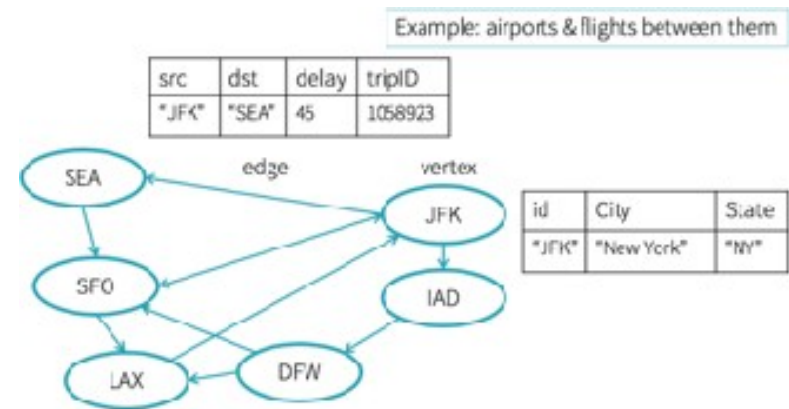 Example: airports & flights between them
src dst delay tripID
"JFK" "SEA" 45 1058923
edge vertex
SEA
JFK
id City State
"JFK" "New York" "NY"
SFO
IAD
LAX
DFW